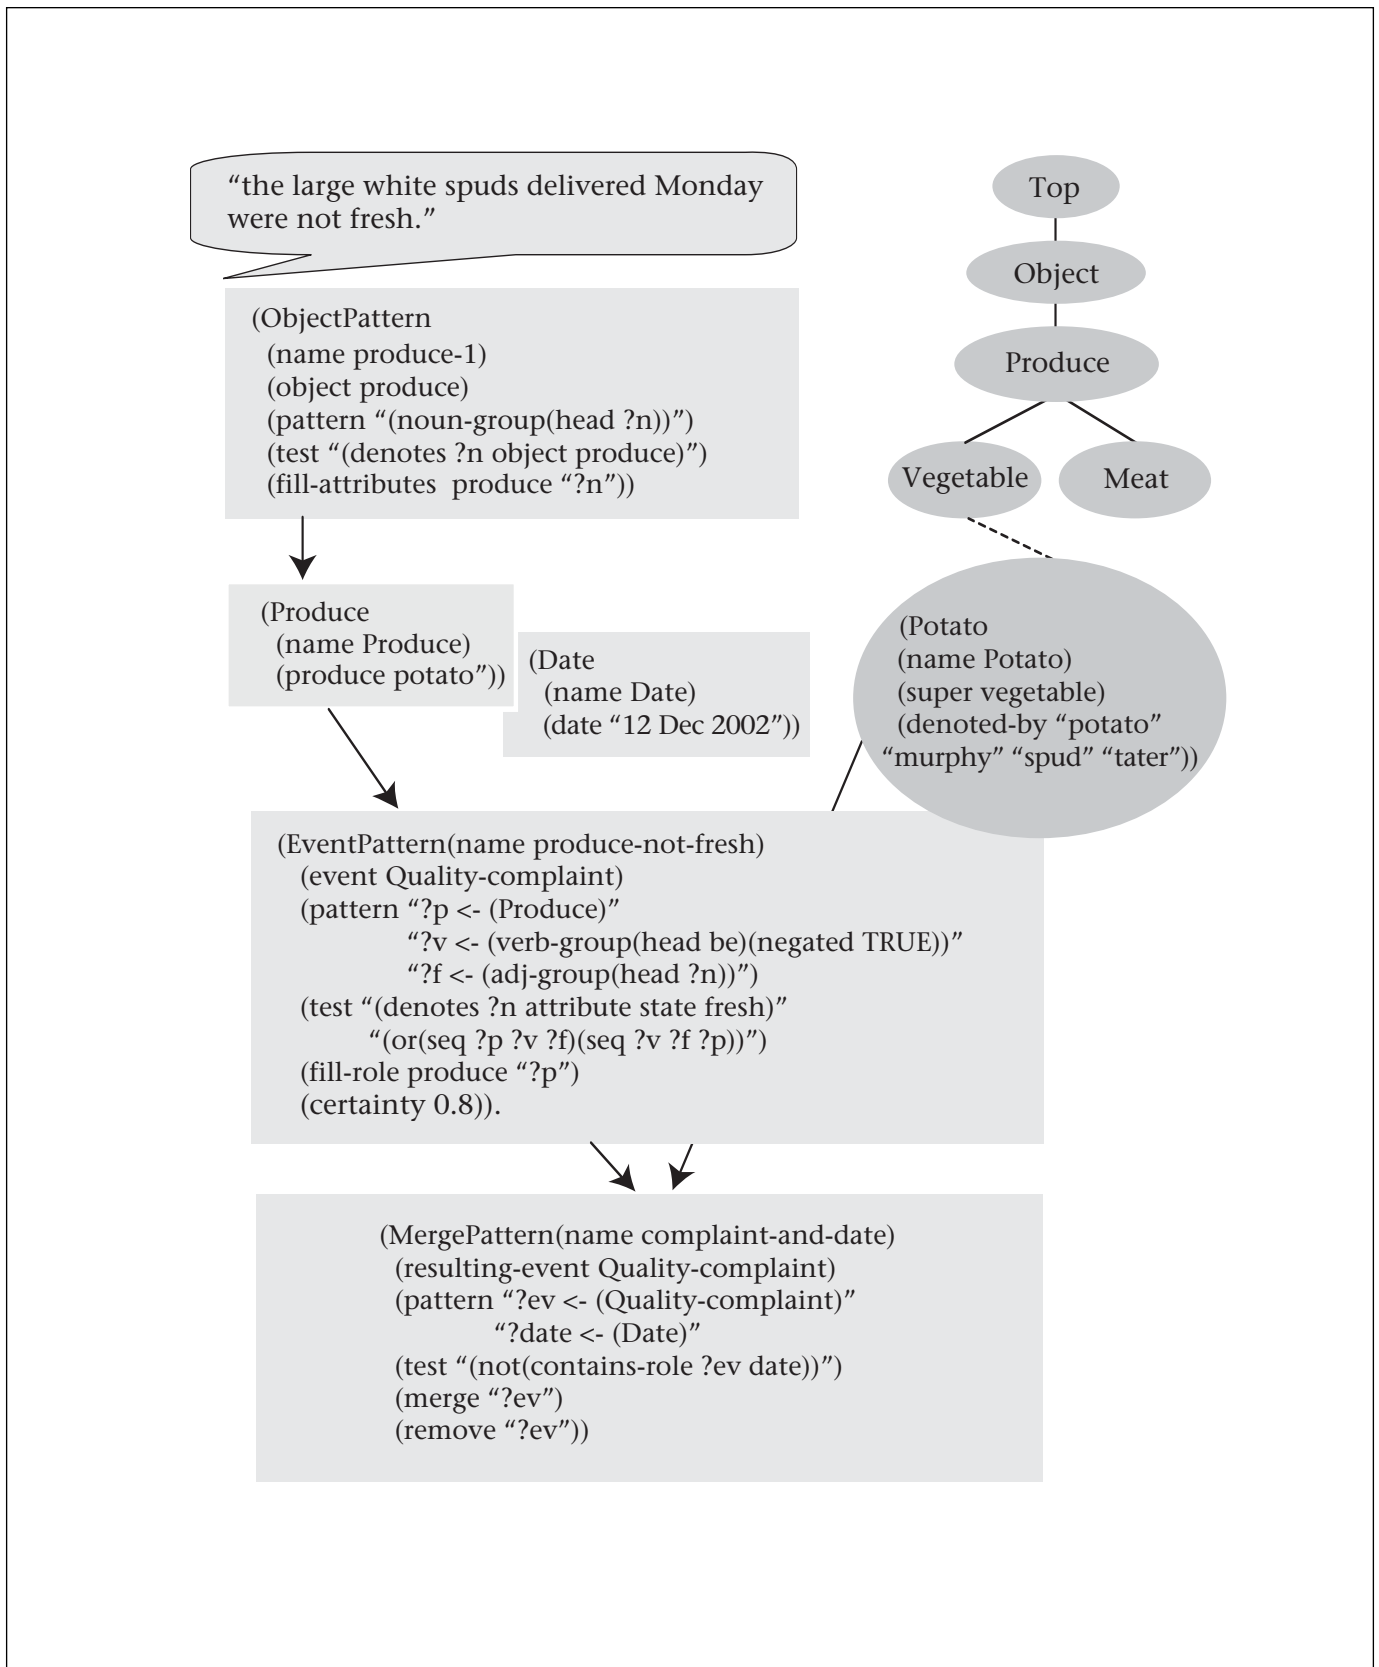 “the large white spuds delivered Monday
were not fresh.”
(ObjectPattern
(name produce-1)
(object produce)
(pattern “(noun-group(head ?n))”)
(test “(denotes ?n object produce)”)
(fill-attributes  produce “?n”))
(Produce
(name Produce)
(produce potato”))
(Date
(name Date)
(date “12 Dec 2002”))
(EventPattern(name produce-not-fresh)
(event Quality-complaint)
(pattern “?p <- (Produce)”
“?v <- (verb-group(head be)(negated TRUE))”
“?f <- (adj-group(head ?n))”)
(test “(denotes ?n attribute state fresh)”
“(or(seq ?p ?v ?f)(seq ?v ?f ?p))”)
(fill-role produce “?p”)
(certainty 0.8)).
(MergePattern(name complaint-and-date)
(resulting-event Quality-complaint)
(pattern “?ev <- (Quality-complaint)”
“?date <- (Date)”
(test “(not(contains-role ?ev date))”)
(merge “?ev”)
(remove “?ev”))
Top
Object
Produce
Vegetable
Meat
(Potato
(name Potato)
(super vegetable)
(denoted-by “potato”
“murphy” “spud” “tater”))